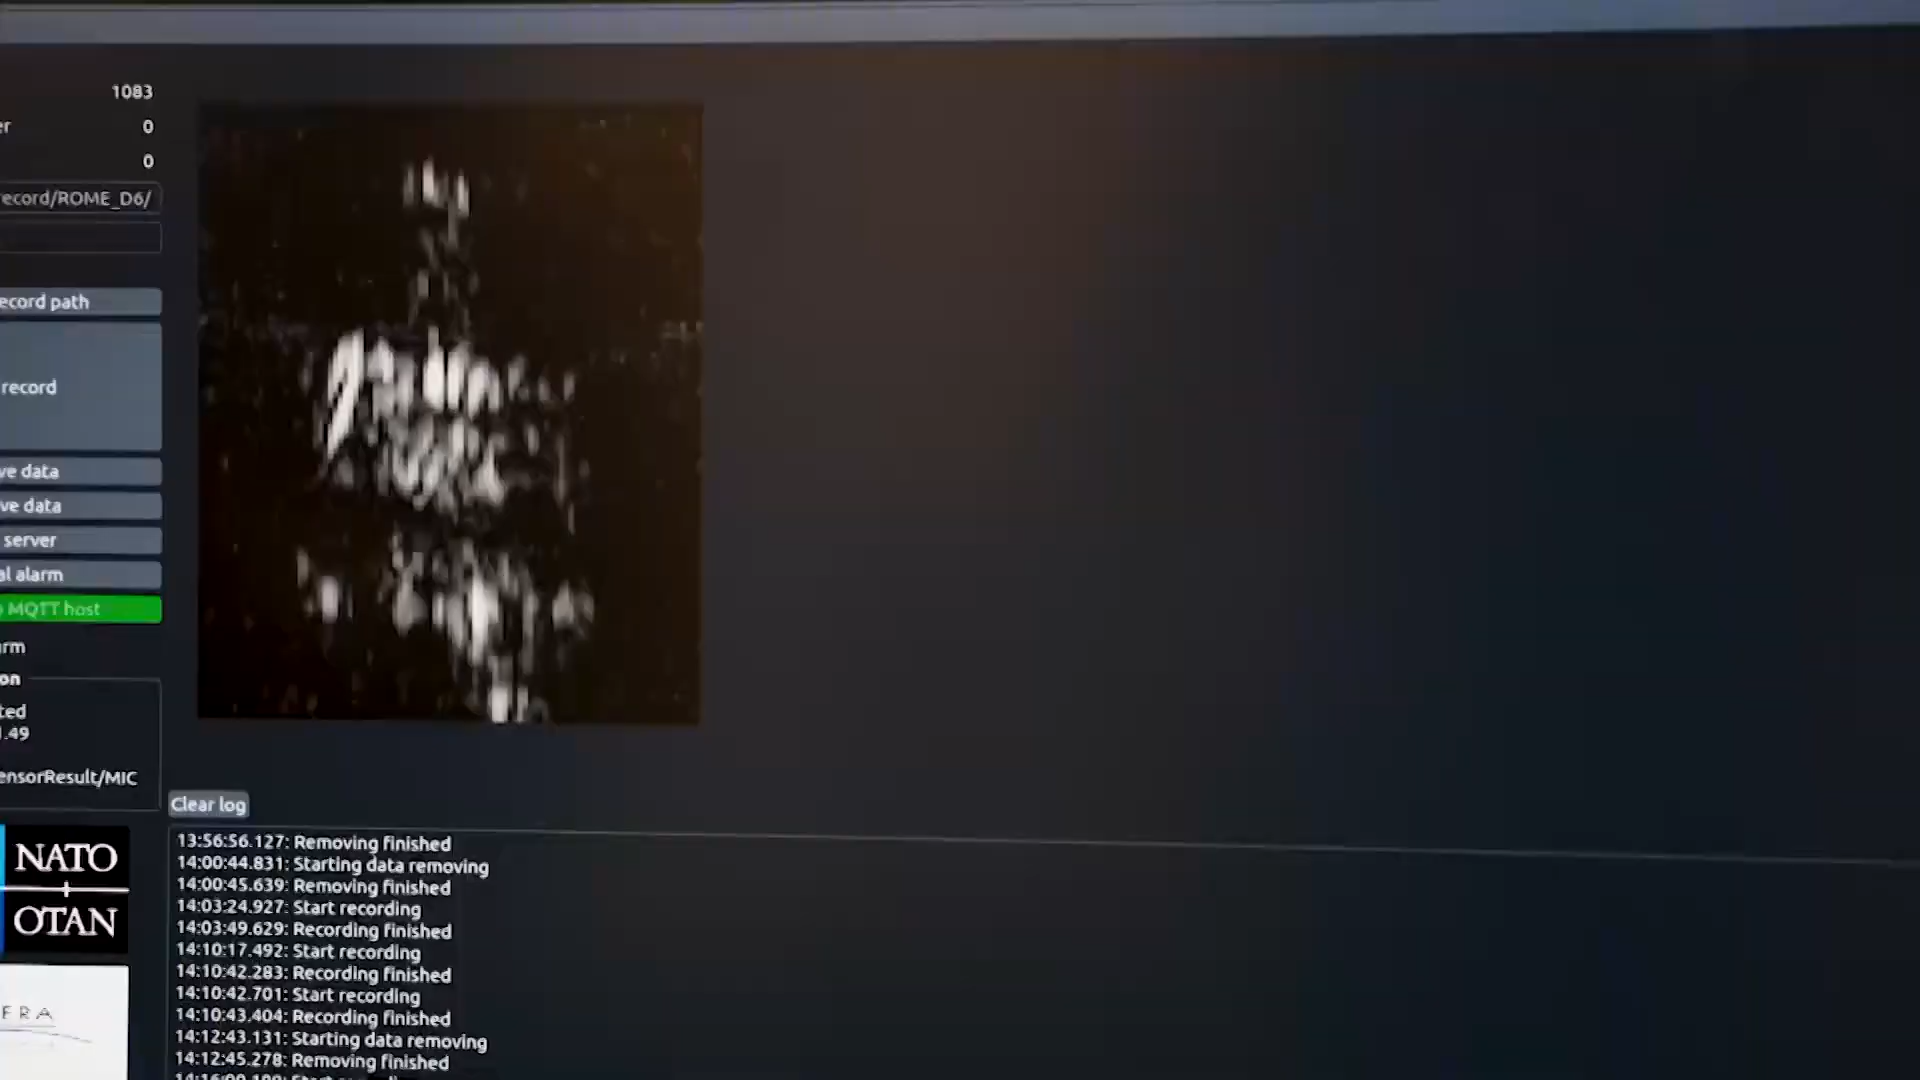 1083
er 0
0
record/ROME_D6/
ecord path
record
ve data
ve data
server
al alarm
MQTT host
rm
on
ted
.49
ensorResult/MIC
Clear log
13:56:56.127: Removing finished
14:00:44.831: Starting data removing
14:00:45.639: Removing finished
14:03:24.927: Start recording
14:03:49.629: Recording finished
14:10:17.492: Start recording
14:10:42.283: Recording finished
14:10:42.701: Start recording
14:10:43.404: Recording finished
14:12:43.131: Starting data removing
14:12:45.278: Removing finished
NATO
OTAN
FRA